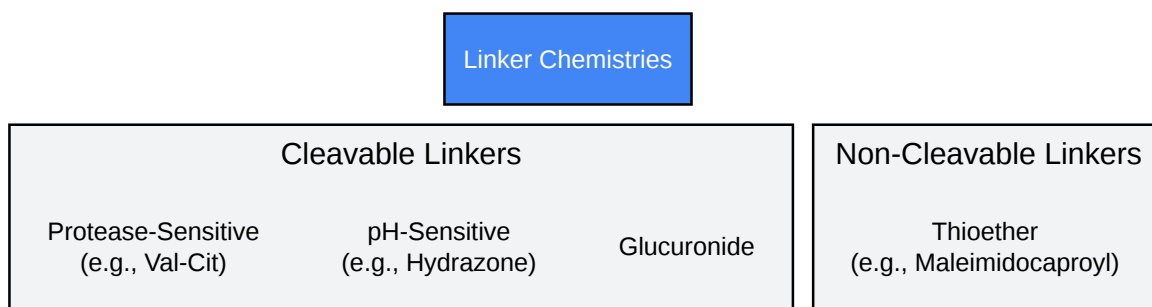 Linker Chemistries
Cleavable Linkers
Protease-Sensitive
(e.g., Val-Cit)
pH-Sensitive
(e.g., Hydrazone)
Glucuronide
Non-Cleavable Linkers
Thioether
(e.g., Maleimidocaproyl)